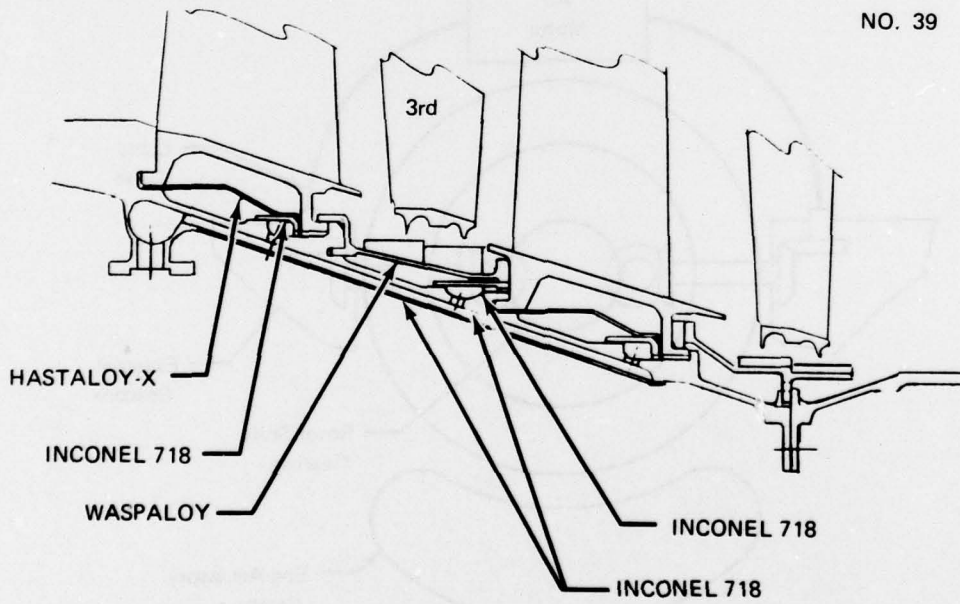 NO. 39
3rd
HASTALOY-X
INCONEL 718
WASPALOY
INCONEL 718
INCONEL 718